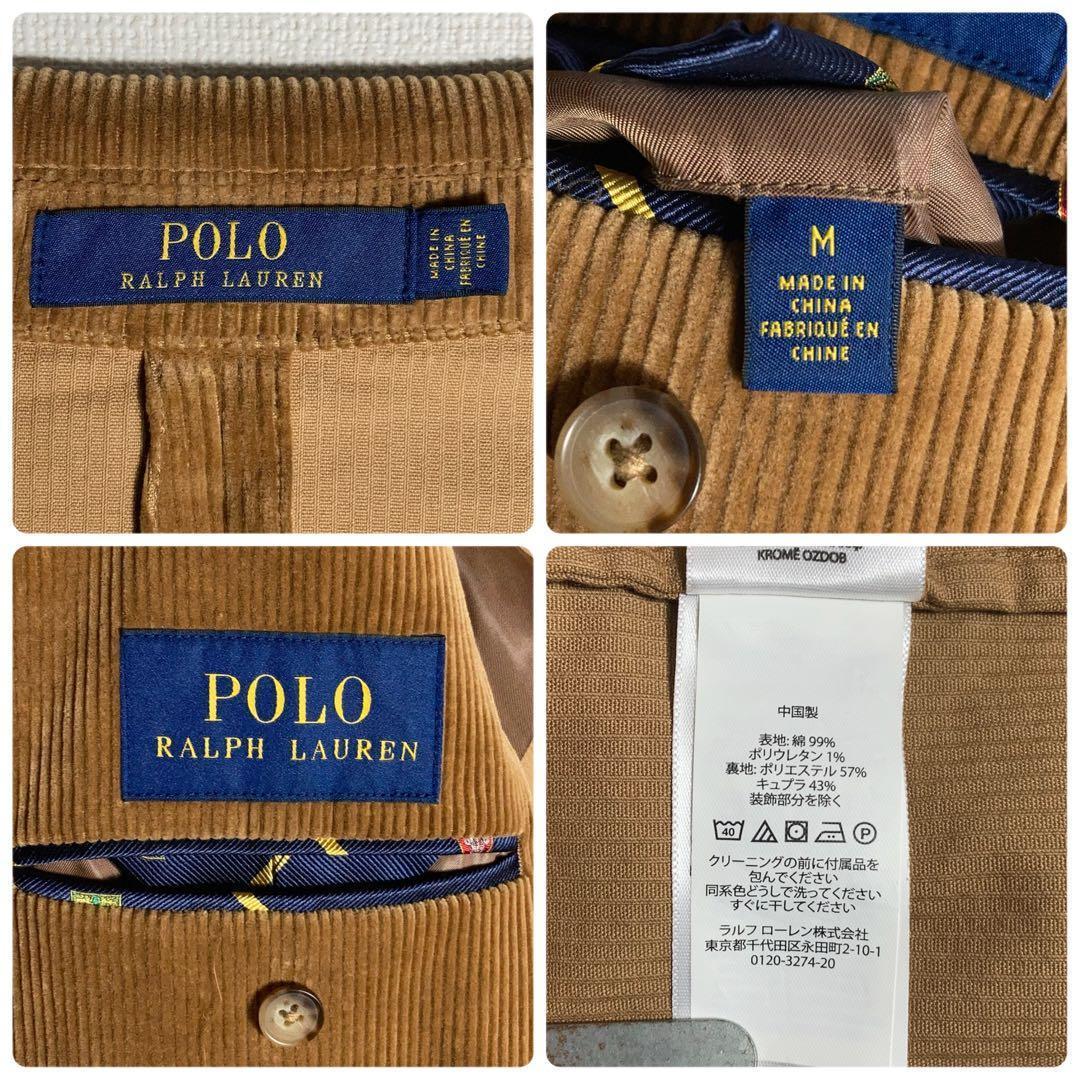 POLO
RALPH LAUREN
MADE IN
CHINA
FABRIQUÉ EN
CHINE
M
MADE IN
CHINA
FABRIQUÉ EN
CHINE
POLO
RALPH LAUREN
KROMĚ OZDOB
中国製
表地: 綿 99%
ポリウレタン 1%
裏地: ポリエステル 57%
キュプラ 43%
装飾部分を除く
40 P
クリーニングの前に付属品を
包んでください
同系色どうしで洗ってください
すぐに干してください
ラルフ ローレン株式会社
東京都千代田区永田町2-10-1
0120-3274-20